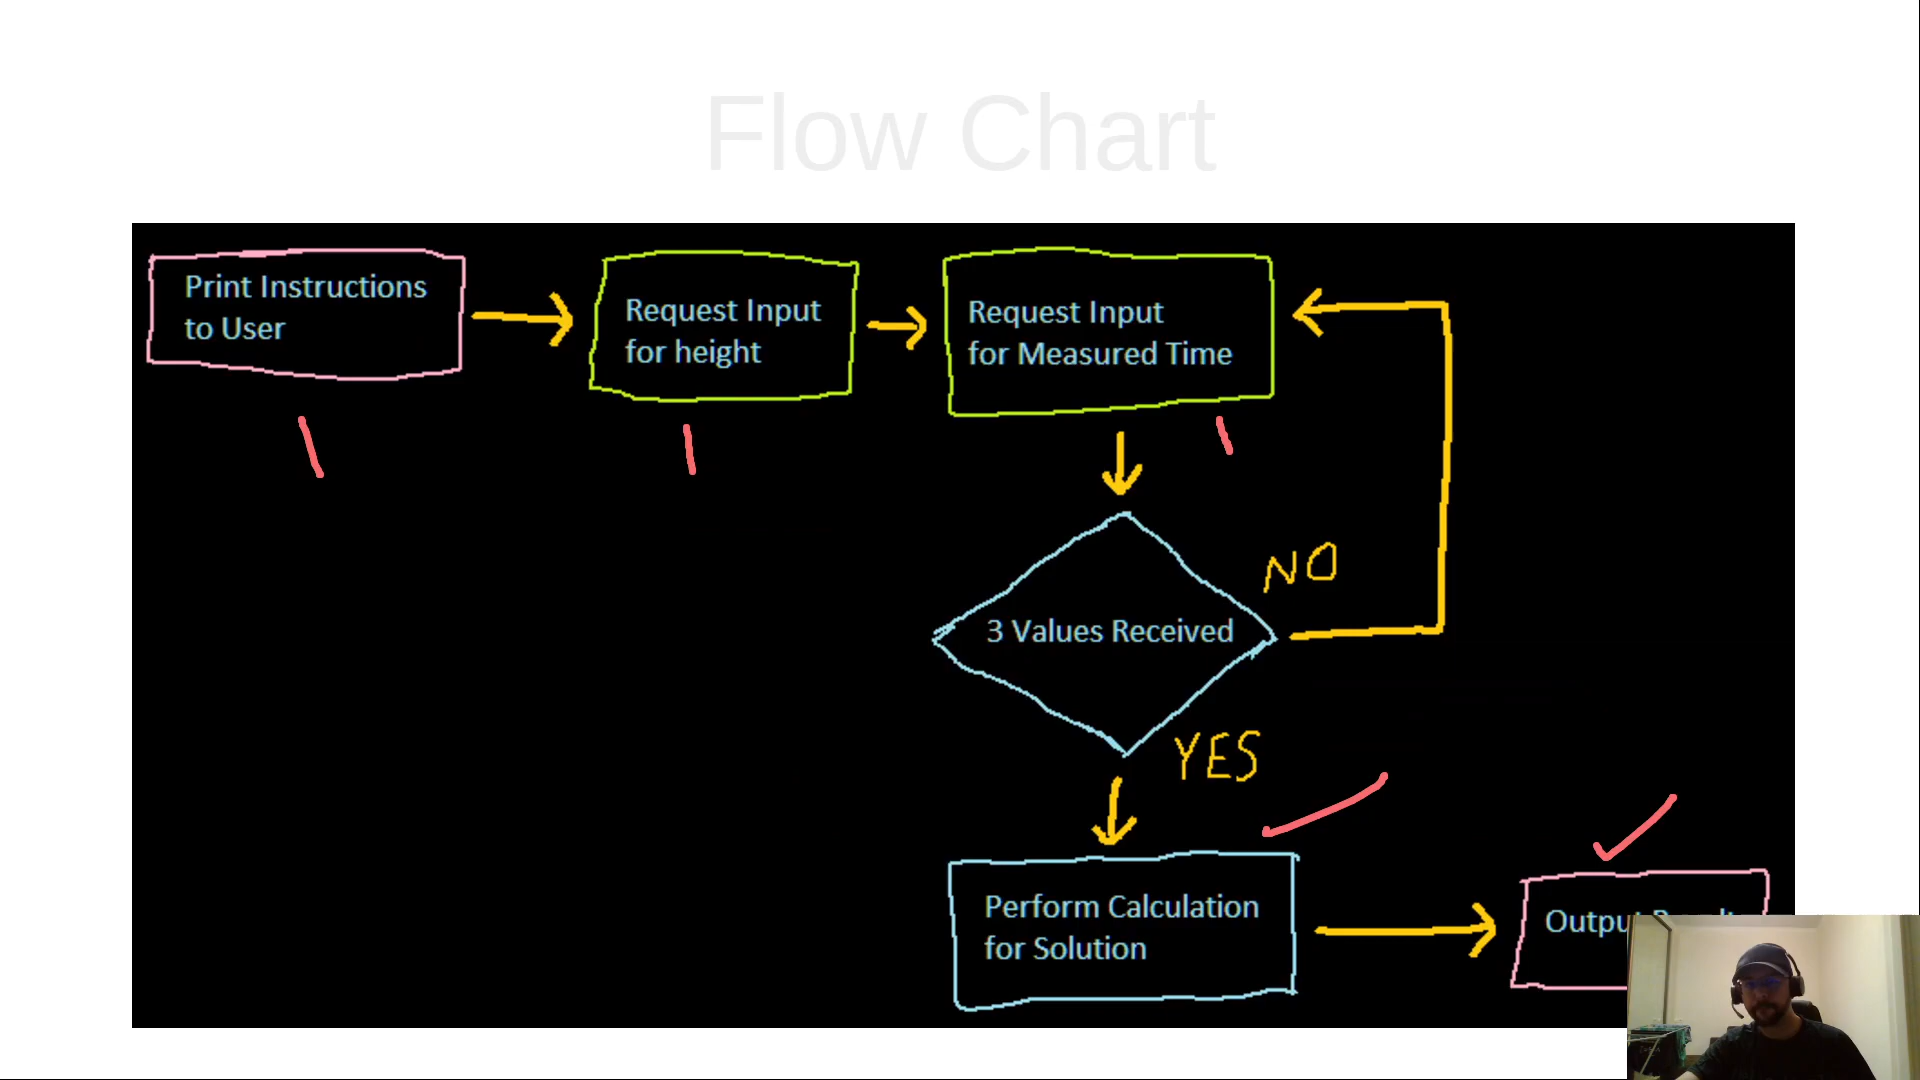 Flow Chart
Print Instructions
to User
Request Input
for height
Request Input
for Measured Time
3 Values Received
NO
YES
Perform Calculation
for Solution